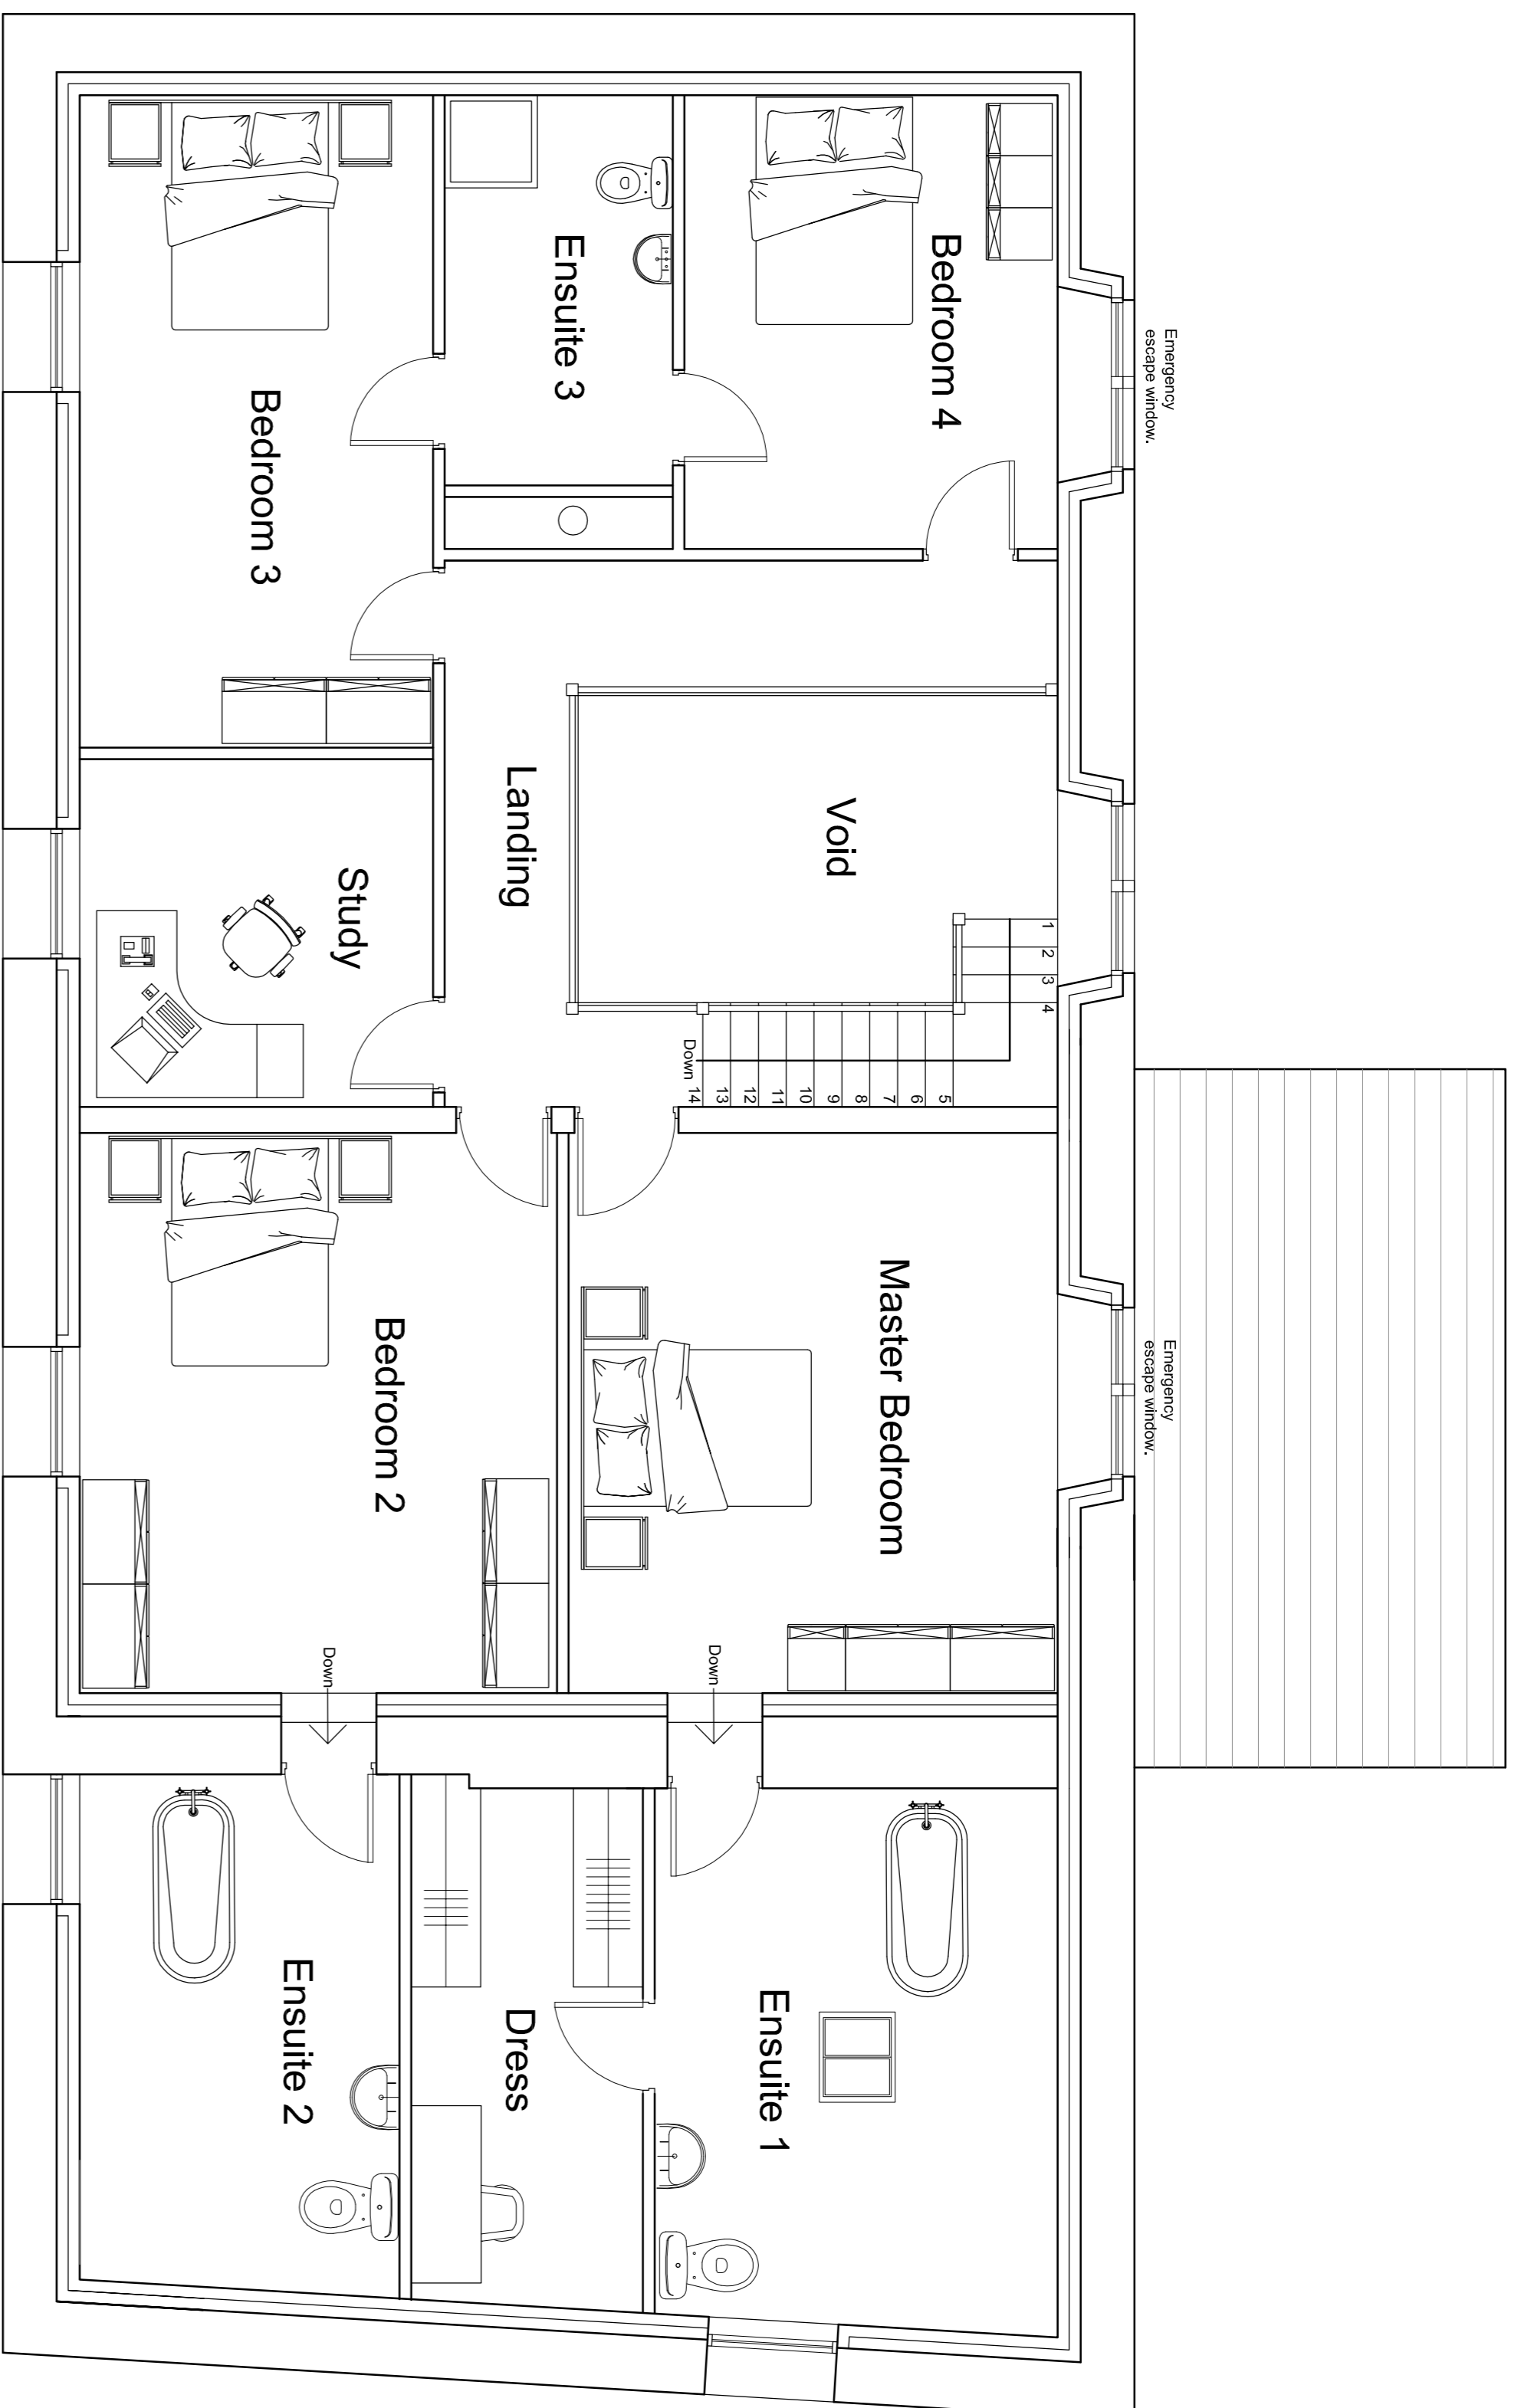 Emergency
escape window.
Emergency
escape window.
Bedroom 4
Void
Master Bedroom
Ensuite 1
1
2
3
4
5
6
7
8
9
10
11
12
13
14
Down
Down
Ensuite 3
Landing
Dress
Bedroom 3
Study
Bedroom 2
Down
Ensuite 2